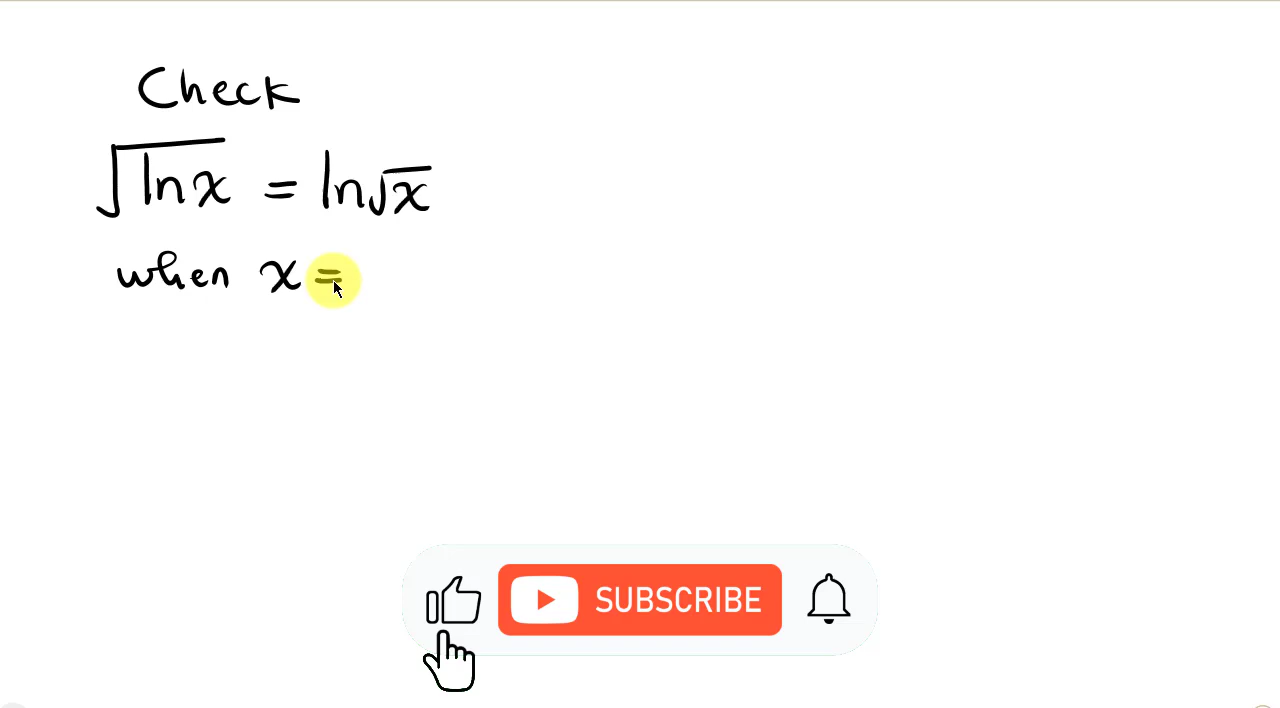 Check
√ln x = ln√x
when x =
SUBSCRIBE